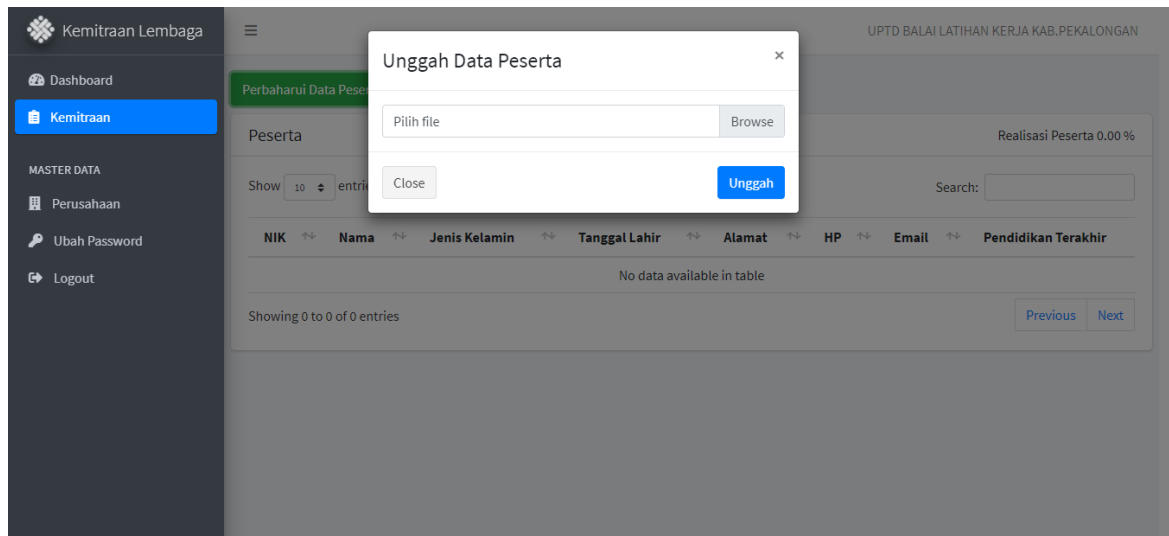 Kemitraan Lembaga
UPTD BALAI LATIHAN KERJA KAB.PEKALONGAN
Dashboard
Kemitraan
MASTER DATA
Perusahaan
Ubah Password
Logout
Unggah Data Peserta
×
Pilih file Browse
Close Unggah
Perbaharui Data
Peserta Realisasi Peserta 0.00 %
Show 10 Search:
NIK Nama Jenis Kelamin Tanggal Lahir Alamat HP Email Pendidikan Terakhir
No data available in table
Showing 0 to 0 of 0 entries Previous Next